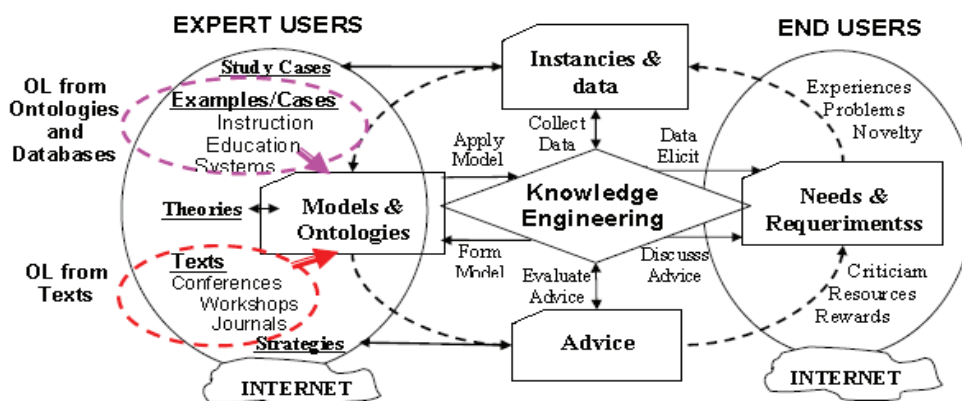 EXPERT USERS
END USERS
OL from
Ontologies
and
Databases
Study Cases
Examples/Cases
Instruction
Education
Systems
Instancies &
data
Experiences
Problems
Novelty
Apply
Model
Collect
Data
Data
Elicit
Theories
Models &
Ontologies
Knowledge
Engineering
Needs &
Requerimentss
OL from
Texts
Texts
Conferences
Workshops
Journals
Strategies
Form
Model
Evaluate
Advice
Discusss
Advice
Criticiam
Resources
Rewards
Advice
INTERNET
INTERNET